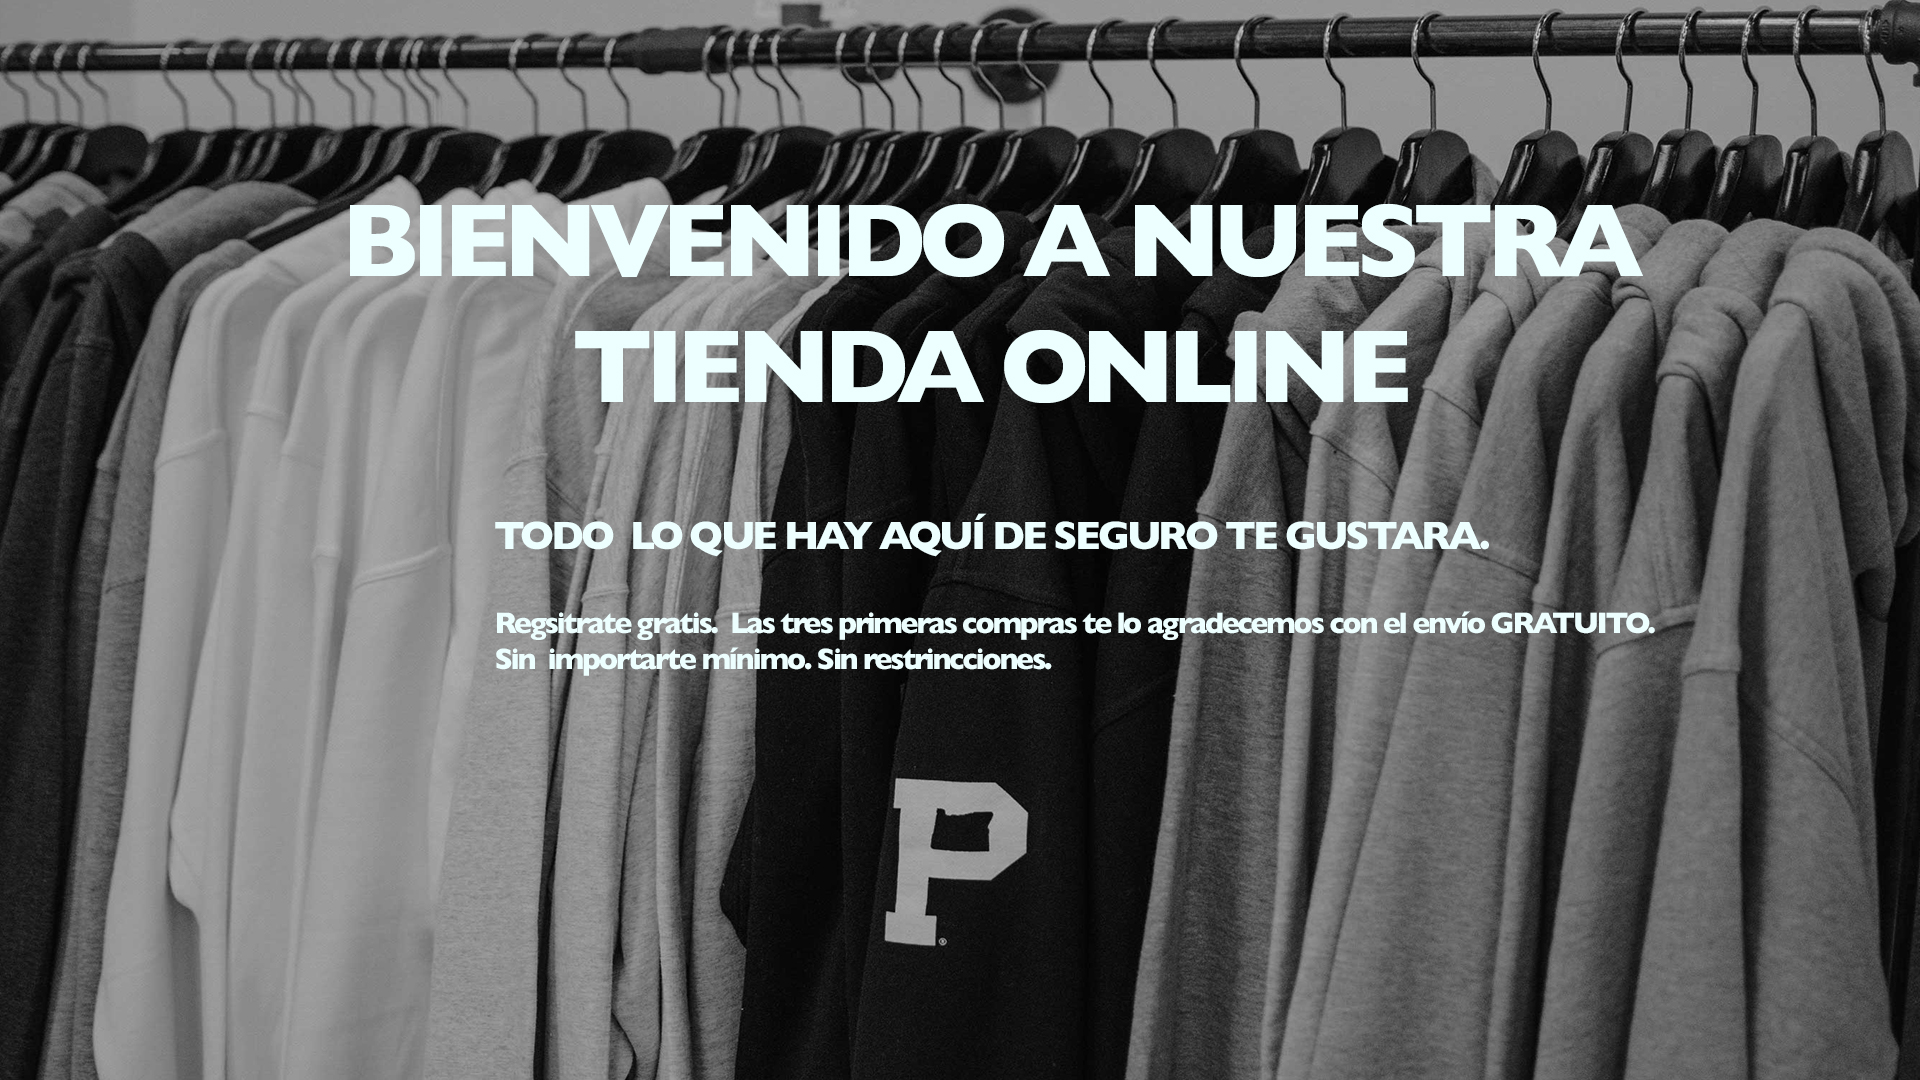 BIENVENIDO A NUESTRA
TIENDA ONLINE
TODO  LO QUE HAY AQUÍ DE SEGURO TE GUSTARA.
Regsitrate gratis.  Las tres primeras compras te lo agradecemos con el envío GRATUITO.
Sin  importarte mínimo. Sin restrincciones.
P
®